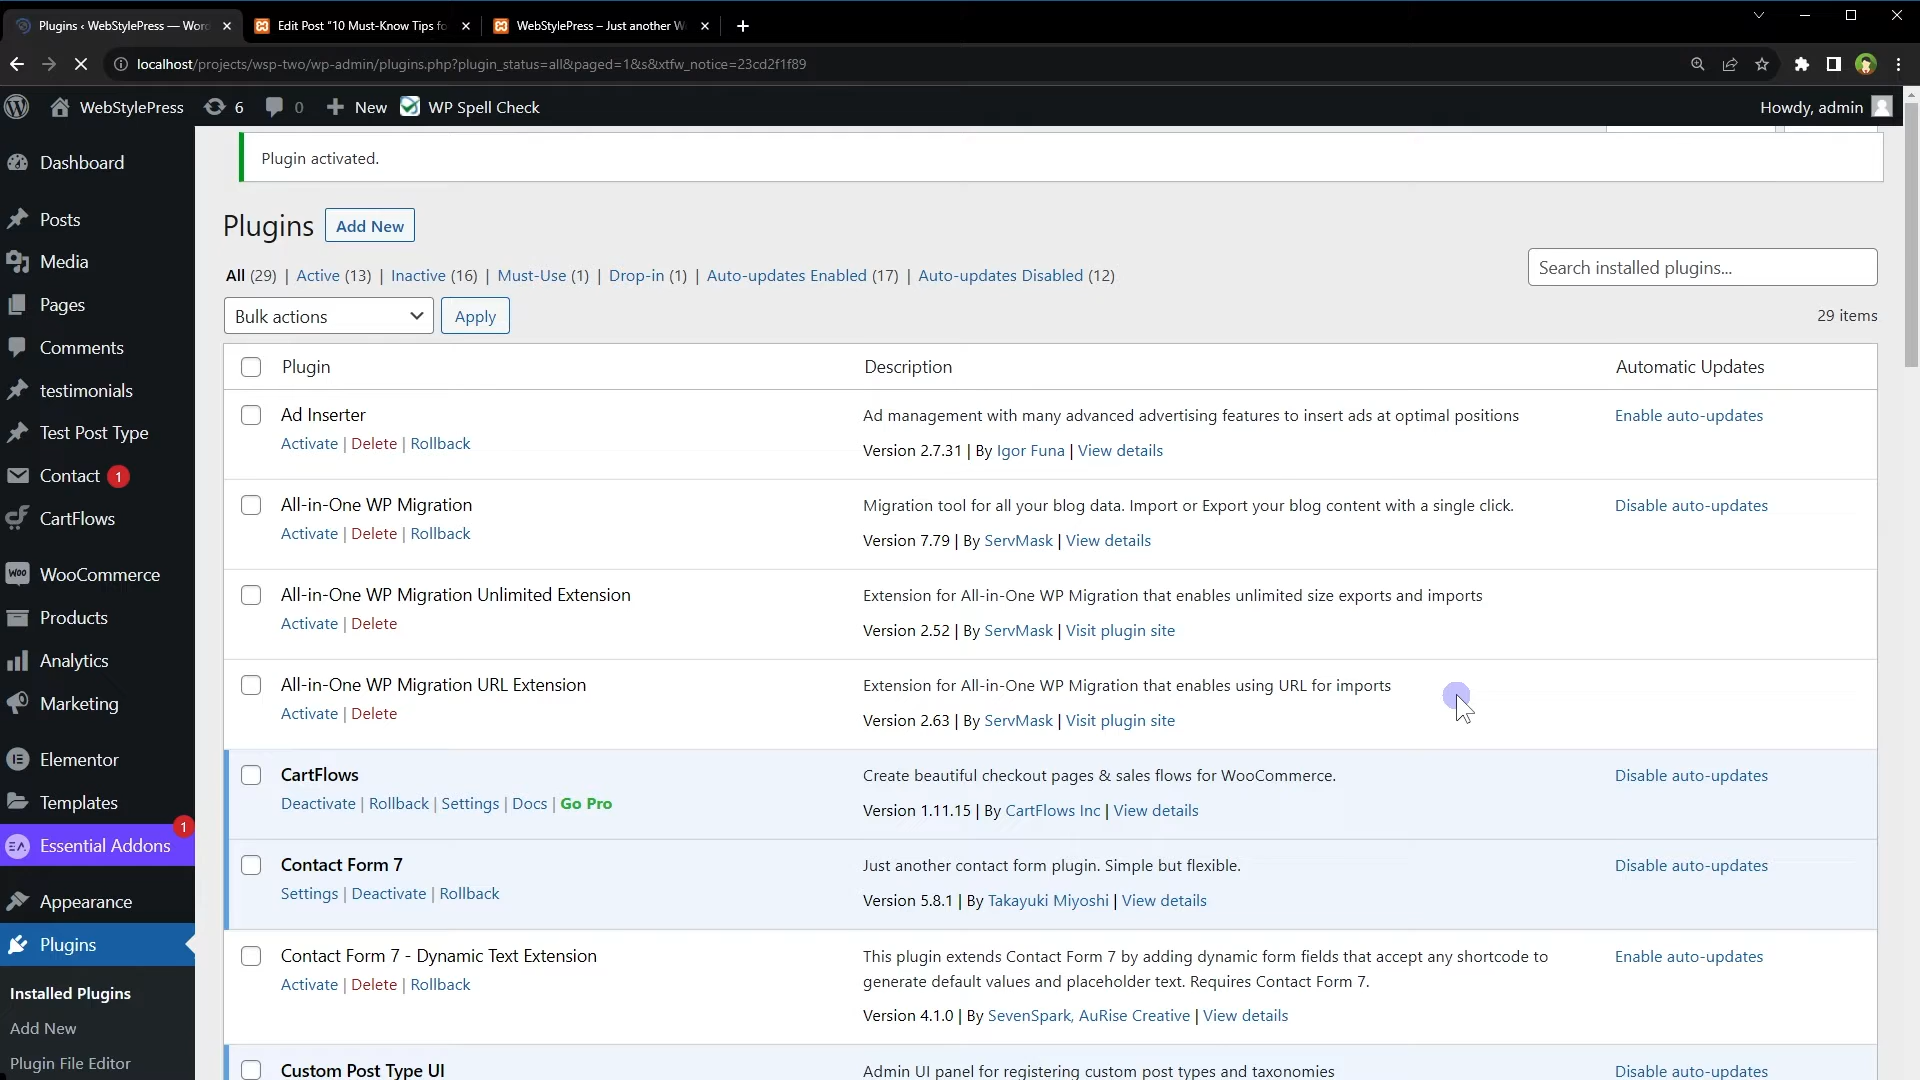 Plugins ‹ WebStylePress — Wor
Edit Post "10 Must-Know Tips fo
WebStylePress – Just another W
localhost/projects/wsp-two/wp-admin/plugins.php?plugin_status=all&paged=1&s&xtfw_notice=23cd2f1f89
WebStylePress 6 0 New WP Spell Check Howdy, admin
Plugin activated.
Dashboard
Posts
Media
Pages
Comments
testimonials
Test Post Type
Contact 1
CartFlows
Woo WooCommerce
Products
Analytics
Marketing
Elementor
Templates
1
EA Essential Addons
Appearance
Plugins
Installed Plugins
Add New
Plugin File Editor
Plugins Add New
All (29) | Active (13) | Inactive (16) | Must-Use (1) | Drop-in (1) | Auto-updates Enabled (17) | Auto-updates Disabled (12)
Search installed plugins...
Bulk actions Apply 29 items
Plugin Description Automatic Updates
Ad Inserter
Activate | Delete | Rollback
Ad management with many advanced advertising features to insert ads at optimal positions
Version 2.7.31 | By Igor Funa | View details
Enable auto-updates
All-in-One WP Migration
Activate | Delete | Rollback
Migration tool for all your blog data. Import or Export your blog content with a single click.
Version 7.79 | By ServMask | View details
Disable auto-updates
All-in-One WP Migration Unlimited Extension
Activate | Delete
Extension for All-in-One WP Migration that enables unlimited size exports and imports
Version 2.52 | By ServMask | Visit plugin site
All-in-One WP Migration URL Extension
Activate | Delete
Extension for All-in-One WP Migration that enables using URL for imports
Version 2.63 | By ServMask | Visit plugin site
CartFlows
Deactivate | Rollback | Settings | Docs | Go Pro
Create beautiful checkout pages & sales flows for WooCommerce.
Version 1.11.15 | By CartFlows Inc | View details
Disable auto-updates
Contact Form 7
Settings | Deactivate | Rollback
Just another contact form plugin. Simple but flexible.
Version 5.8.1 | By Takayuki Miyoshi | View details
Disable auto-updates
Contact Form 7 - Dynamic Text Extension
Activate | Delete | Rollback
This plugin extends Contact Form 7 by adding dynamic form fields that accept any shortcode to
generate default values and placeholder text. Requires Contact Form 7.
Version 4.1.0 | By SevenSpark, AuRise Creative | View details
Enable auto-updates
Custom Post Type UI
Admin UI panel for registering custom post types and taxonomies
Disable auto-updates